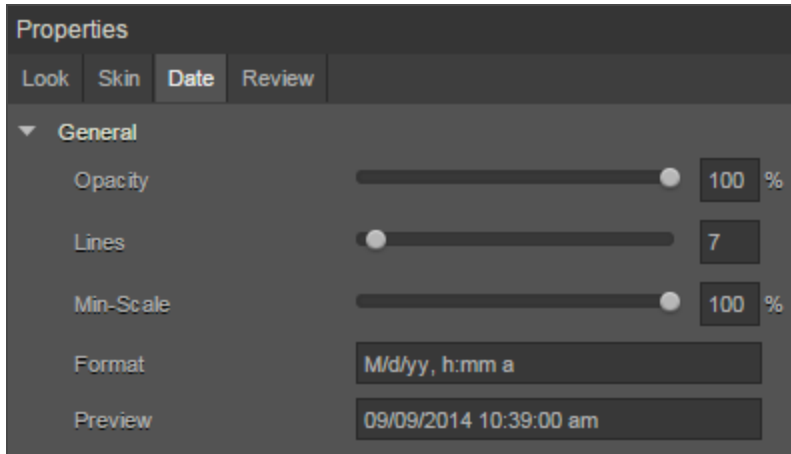 Properties
Look Skin Date Review
General
Opacity 100 %
Lines 7
Min-Scale 100 %
Format M/d/yy, h:mm a
Preview 09/09/2014 10:39:00 am